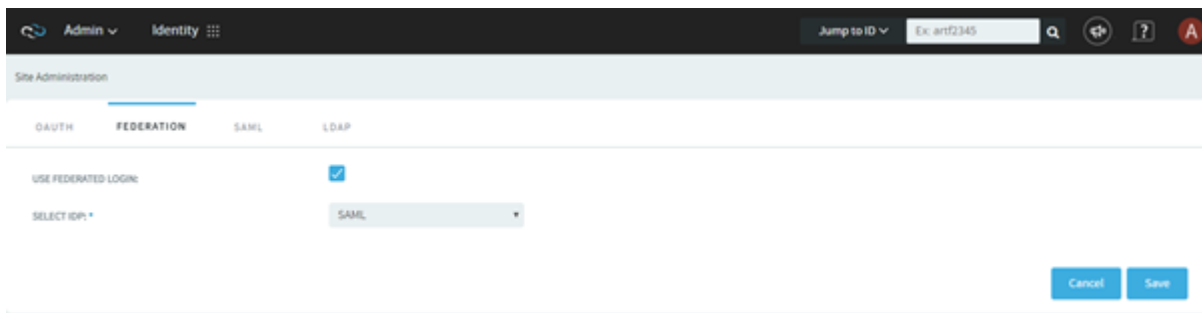 Admin Identity Jump to ID Ex: artf2345 ? A
Site Administration
OAUTH FEDERATION SAML LDAP
USE FEDERATED LOGIN:
SELECT IDP: * SAML
Cancel Save